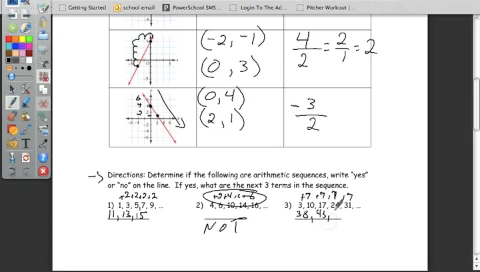 Getting Started school email PowerSchool SMS... Login To The Ad... Pitcher Workout (...
(-2, -1)
(0, 3)
4/2 = 2/1 = 2
(0, 4)
(2, 1)
-3/2
Directions: Determine if the following are arithmetic sequences, write "yes"
or "no" on the line. If yes, what are the next 3 terms in the sequence.
+2,2,2,2
1) 1, 3, 5,7, 9, ...
11, 13, 15
2) 4, 6, 10, 14, 16, ...
NOT
+7, +7, 7, 7
3) 3, 10, 17, 24, 31, ...
38, 45,